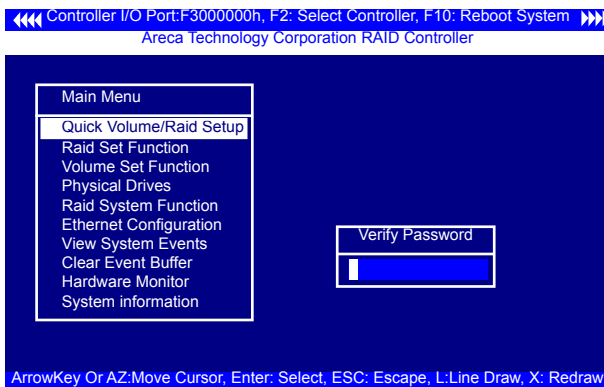 Controller I/O Port:F3000000h, F2: Select Controller, F10: Reboot System
Areca Technology Corporation RAID Controller
Main Menu
Quick Volume/Raid Setup
Raid Set Function
Volume Set Function
Physical Drives
Raid System Function
Ethernet Configuration
View System Events
Clear Event Buffer
Hardware Monitor
System information
Verify Password
ArrowKey Or AZ:Move Cursor, Enter: Select, ESC: Escape, L:Line Draw, X: Redraw